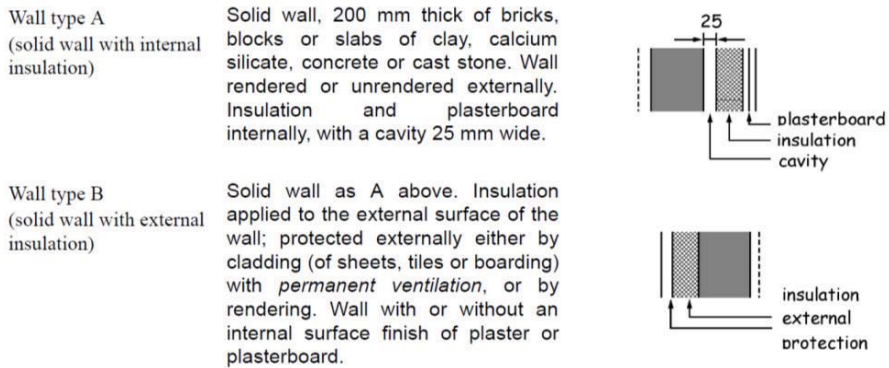 Wall type A
(solid wall with internal
insulation)
Solid wall, 200 mm thick of bricks,
blocks or slabs of clay, calcium
silicate, concrete or cast stone. Wall
rendered or unrendered externally.
Insulation and plasterboard
internally, with a cavity 25 mm wide.
25
plasterboard
insulation
cavity
Wall type B
(solid wall with external
insulation)
Solid wall as A above. Insulation
applied to the external surface of the
wall; protected externally either by
cladding (of sheets, tiles or boarding)
with permanent ventilation, or by
rendering. Wall with or without an
internal surface finish of plaster or
plasterboard.
insulation
external
protection